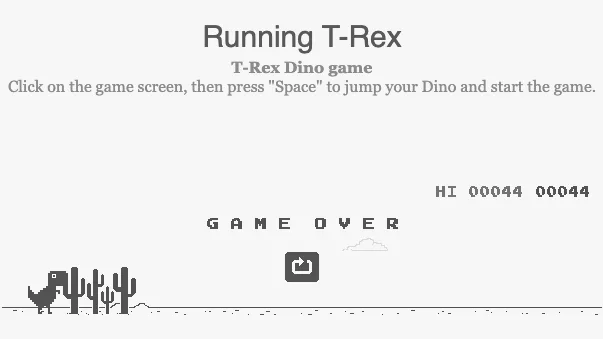 Running T-Rex
T-Rex Dino game
Click on the game screen, then press "Space" to jump your Dino and start the game.
HI 00044 00044
GAME OVER